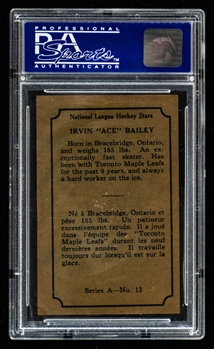 PROFESSIONAL
PSA
Sports
AUTHENTICATOR
National League Hockey Stars
IRVIN "ACE" BAILEY
Born in Bracebridge, Ontario,
and weighs 165 lbs. An
exceptionally fast skater. Has
been with Toronto Maple Leafs
for the past 9 years, and always
a hard worker on the ice.
Né à Bracebridge, Ontario et
pèse 165 lbs. Un patineur
excessivement rapide. Il a joué
dans l'équipe des "Toronto
Maple Leafs" durant les neuf
dernières années. Il travaille
toujours dur lorsqu'il est sur la
glace.
Series A—No. 13